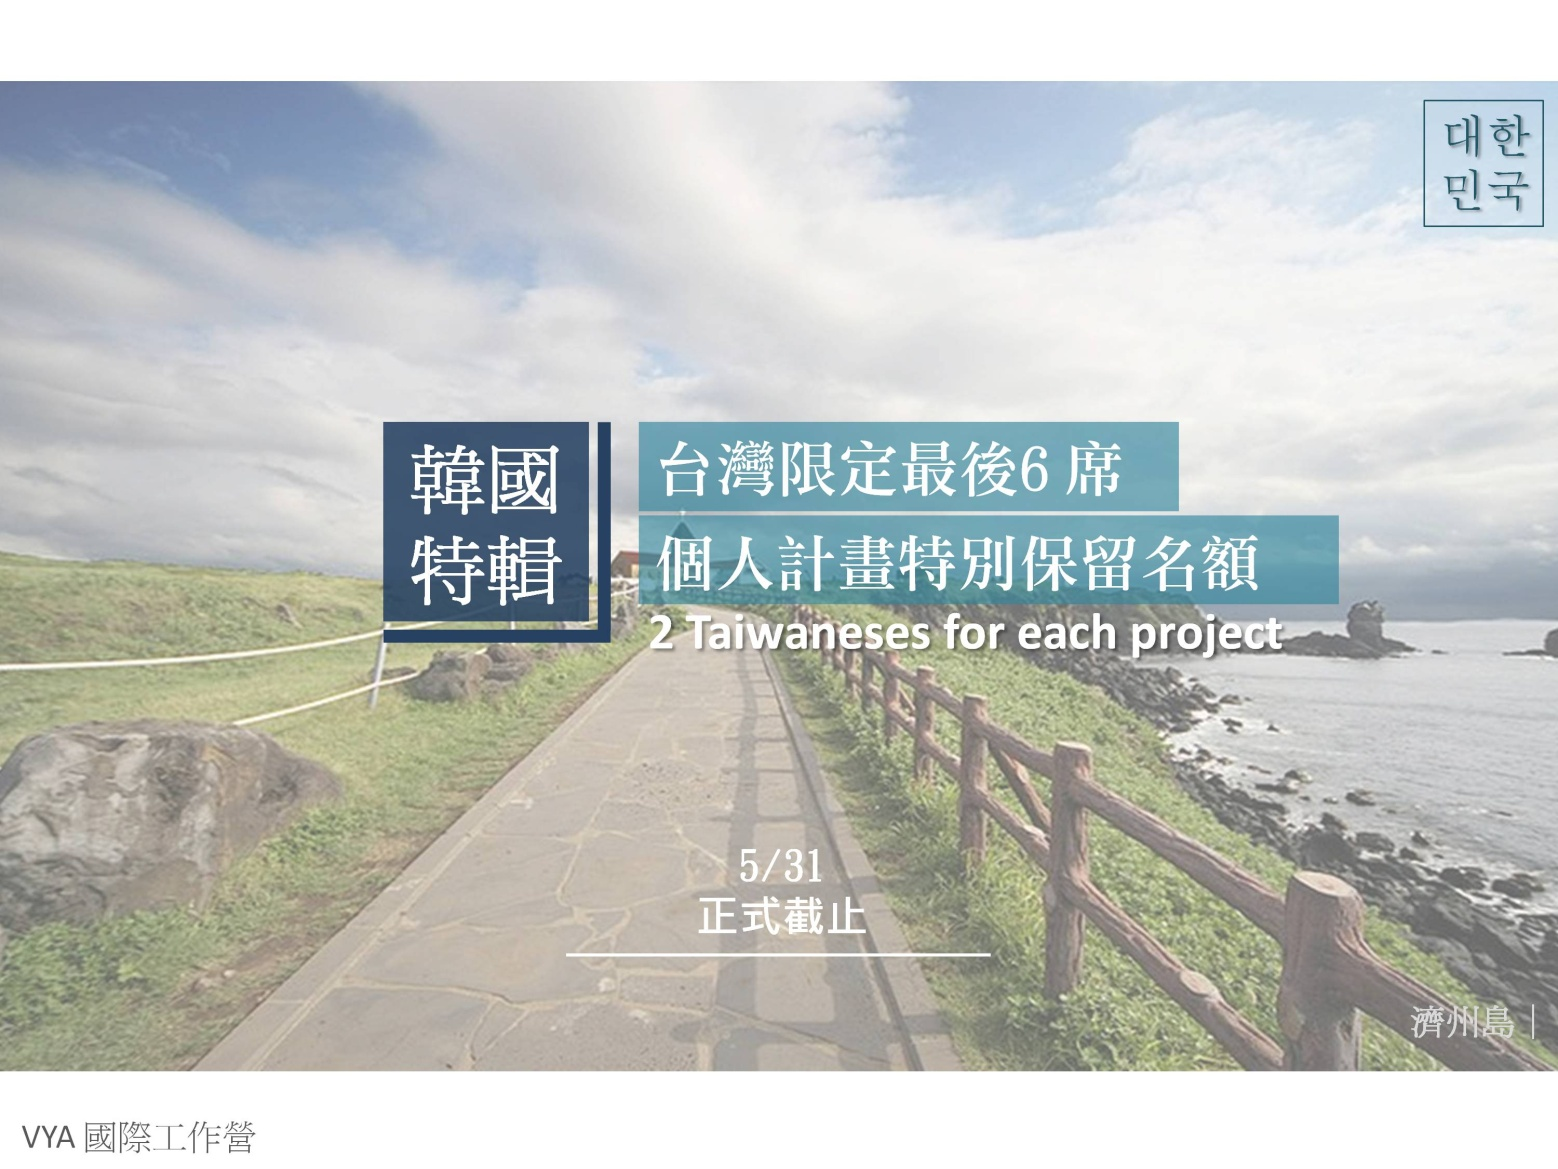 대한
민국
韓國
特輯
台灣限定最後6 席
個人計畫特別保留名額
2 Taiwaneses for each project
5/31
正式截止
濟州島｜
VYA 國際工作營